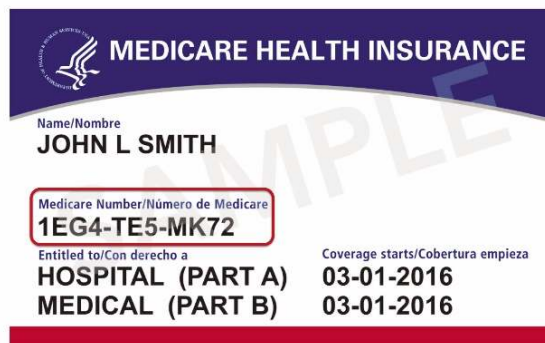 MEDICARE HEALTH INSURANCE
Name/Nombre
JOHN L SMITH
Medicare Number/Número de Medicare
1EG4-TE5-MK72
Entitled to/Con derecho a
HOSPITAL (PART A)
MEDICAL (PART B)
Coverage starts/Cobertura empieza
03-01-2016
03-01-2016
SAMPLE